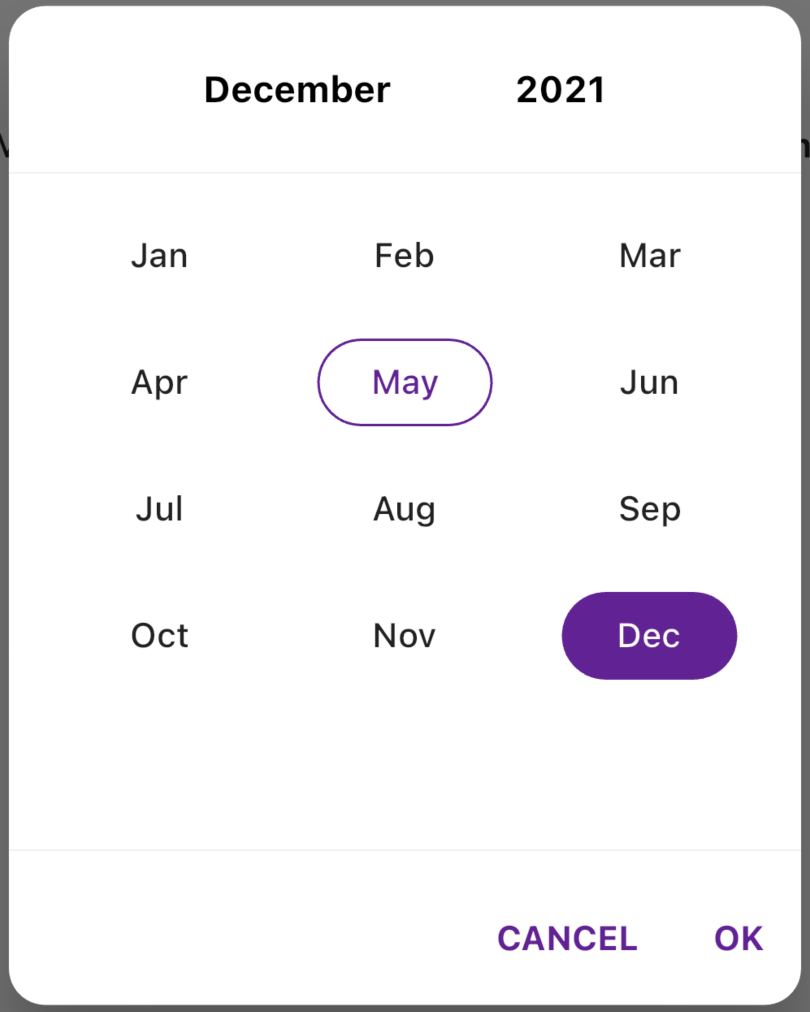 December 2021
Jan Feb Mar
Apr May Jun
Jul Aug Sep
Oct Nov Dec
CANCEL OK